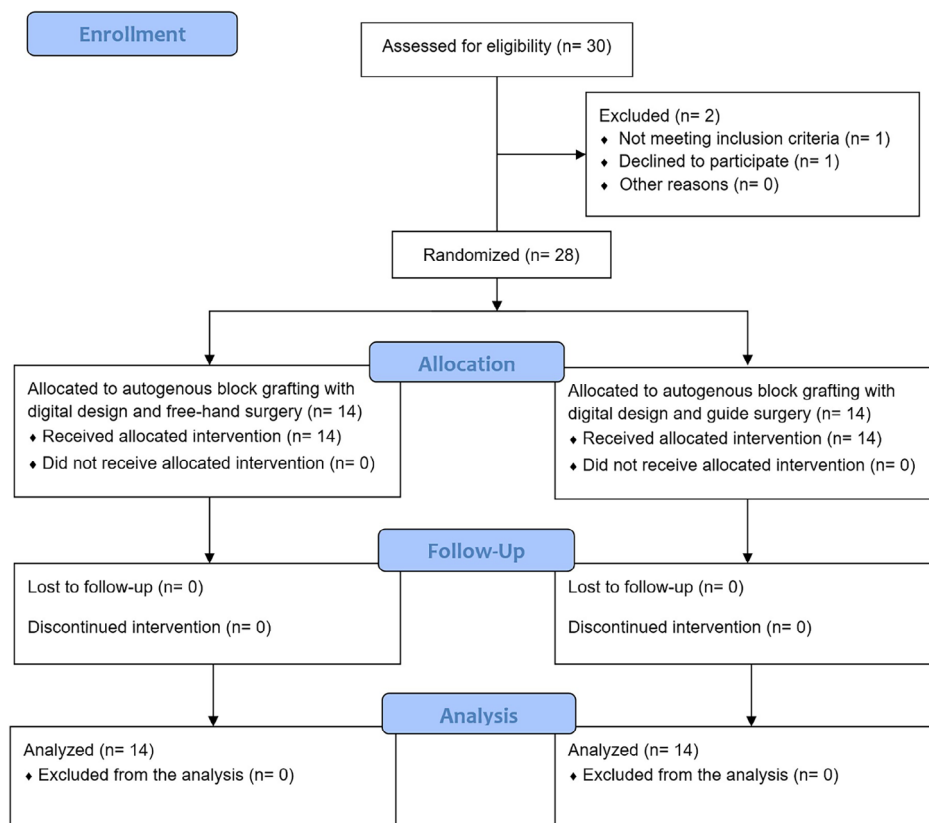 Enrollment
Assessed for eligibility (n= 30)
Excluded (n= 2)
♦ Not meeting inclusion criteria (n= 1)
♦ Declined to participate (n= 1)
♦ Other reasons (n= 0)
Randomized (n= 28)
Allocation
Allocated to autogenous block grafting with
digital design and free-hand surgery (n= 14)
♦ Received allocated intervention (n= 14)
♦ Did not receive allocated intervention (n= 0)
Allocated to autogenous block grafting with
digital design and guide surgery (n= 14)
♦ Received allocated intervention (n= 14)
♦ Did not receive allocated intervention (n= 0)
Follow-Up
Lost to follow-up (n= 0)
Discontinued intervention (n= 0)
Lost to follow-up (n= 0)
Discontinued intervention (n= 0)
Analysis
Analyzed (n= 14)
♦ Excluded from the analysis (n= 0)
Analyzed (n= 14)
♦ Excluded from the analysis (n= 0)